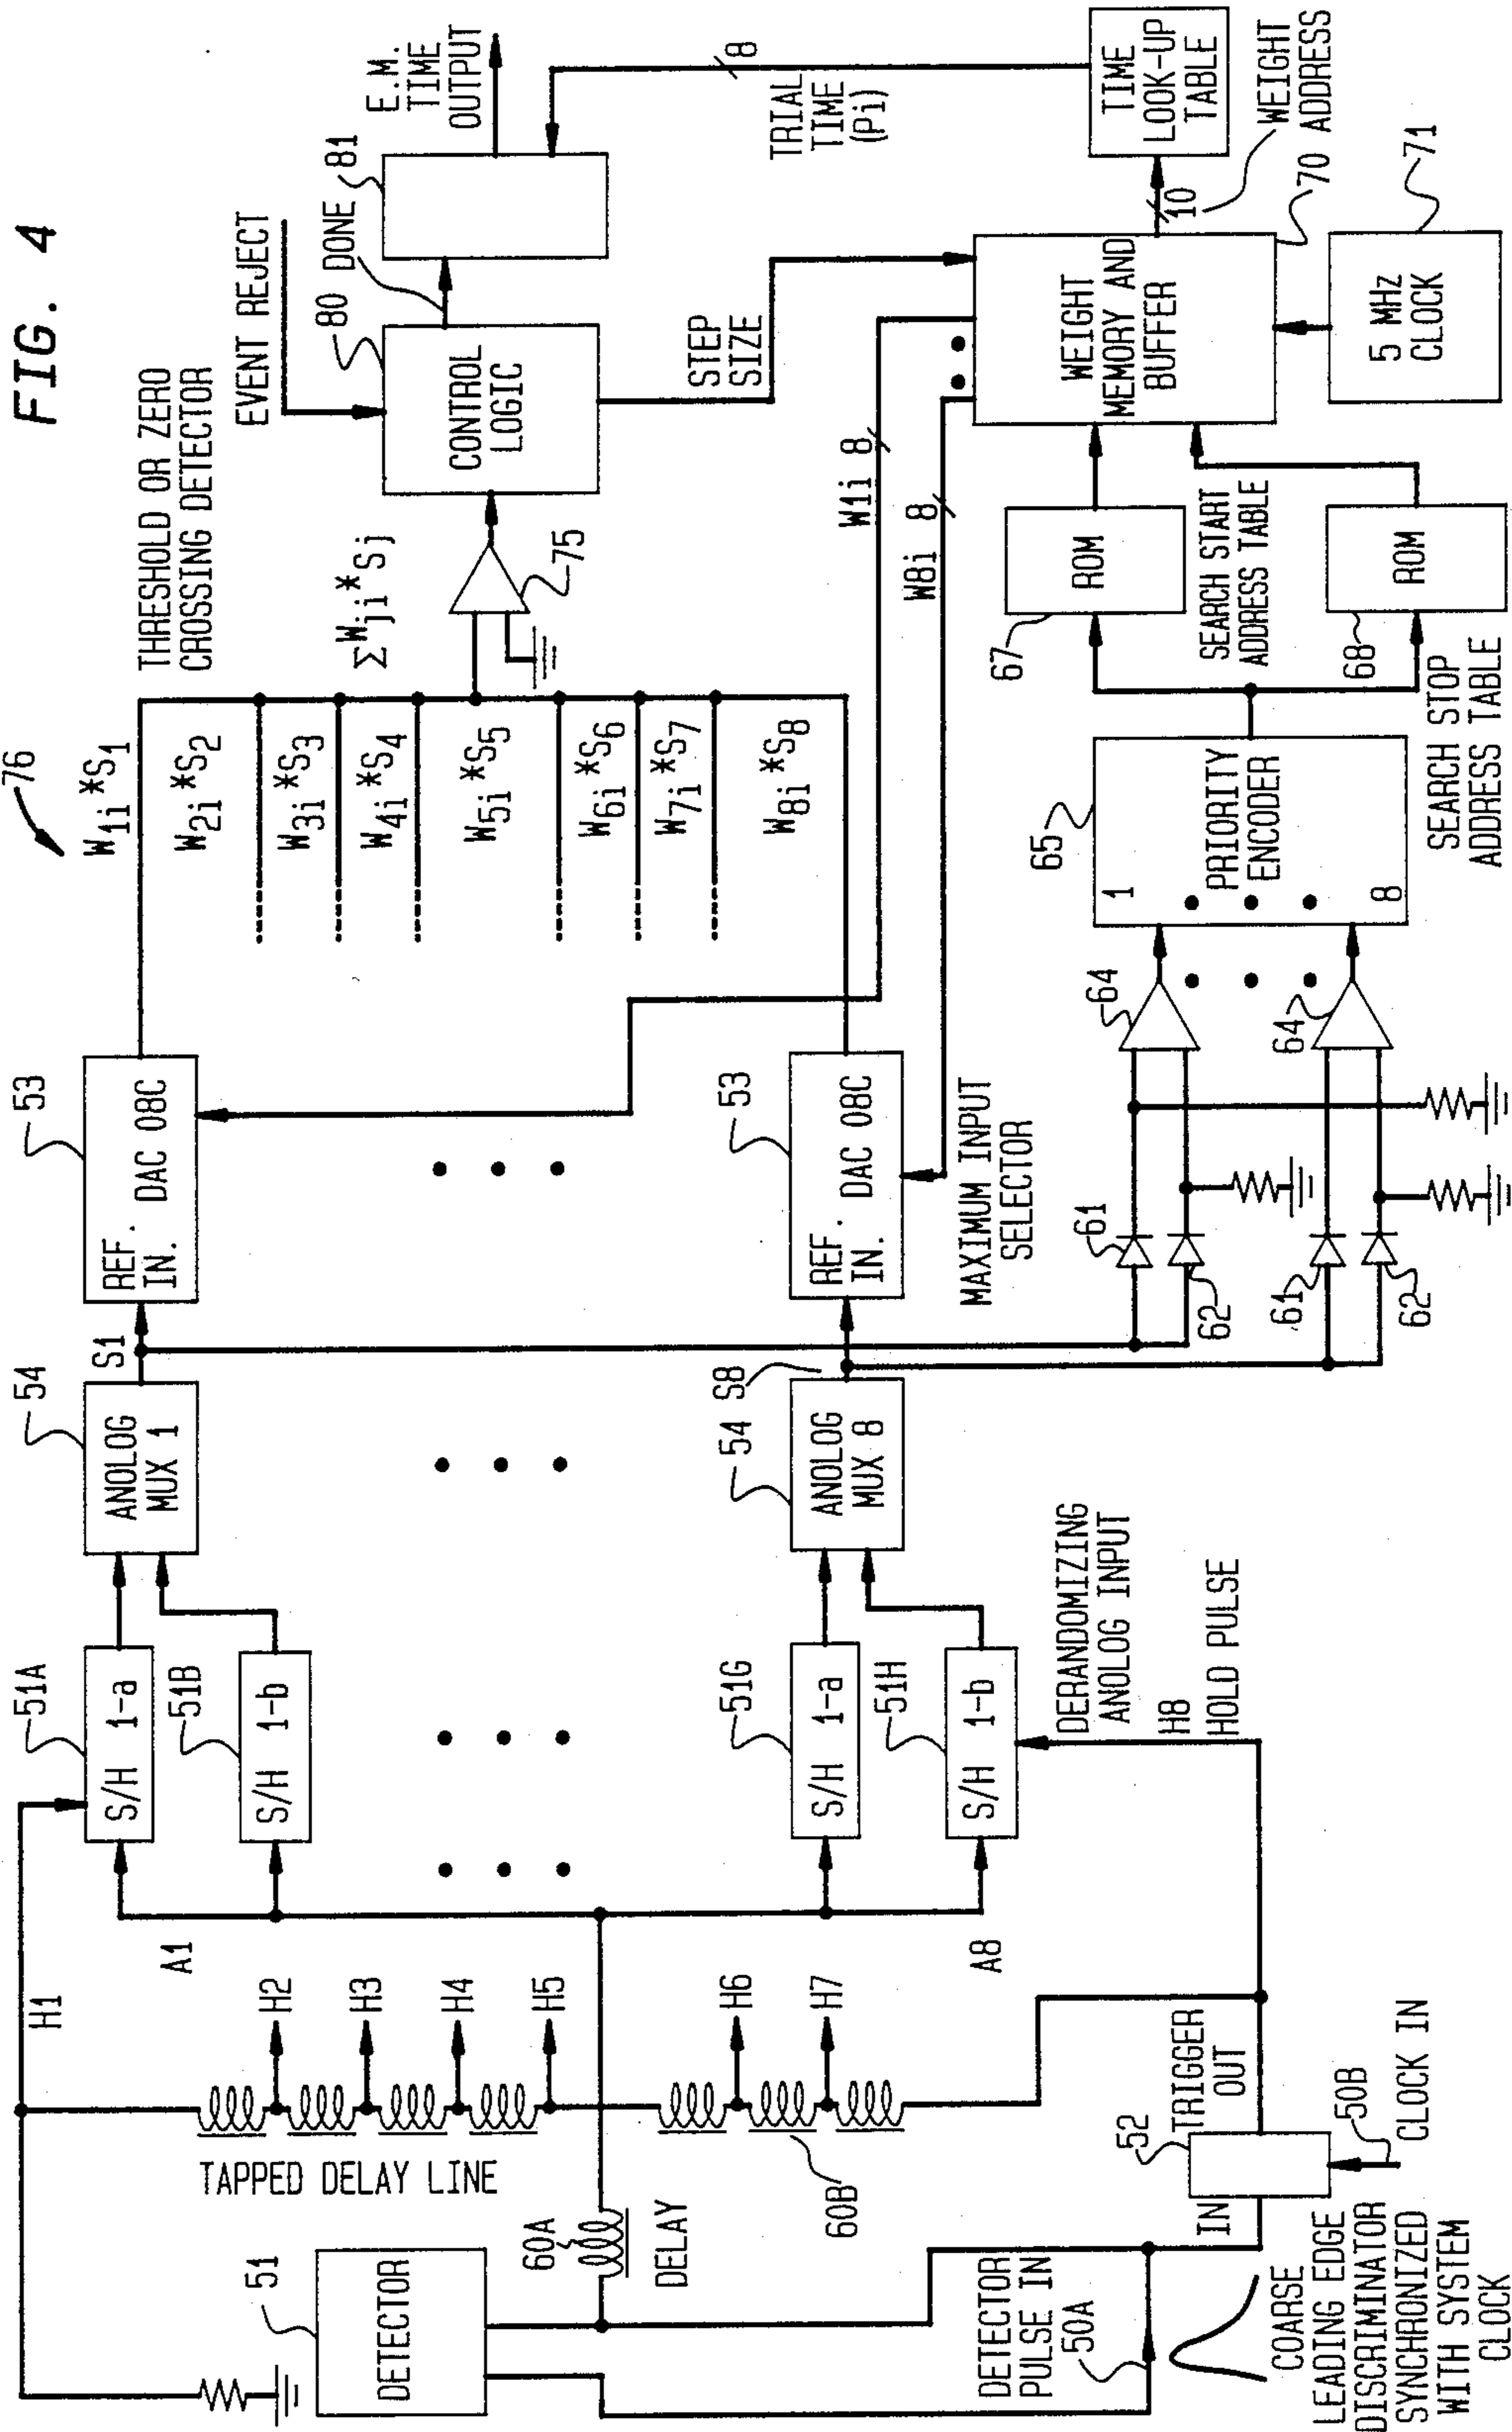 FIG. 4
76
THRESHOLD OR ZERO
CROSSING DETECTOR
EVENT REJECT
E.M.
TIME
OUTPUT
80
DONE
81
CONTROL
LOGIC
STEP
SIZE
TRIAL
TIME
(Pi)
8
TIME
LOOK-UP
TABLE
WEIGHT
ADDRESS
10
70
WEIGHT
MEMORY AND
BUFFER
71
5 MHz
CLOCK
75
ΣWji*Sj
W1i*S1
W2i*S2
W3i*S3
W4i*S4
W5i*S5
W6i*S6
W7i*S7
W8i*S8
W1i 8
W8i 8
53
REF.
IN.
DAC 08C
53
REF.
IN.
DAC 08C
MAXIMUM INPUT
SELECTOR
67
ROM
SEARCH START
ADDRESS TABLE
68
ROM
SEARCH STOP
ADDRESS TABLE
65
1
PRIORITY
ENCODER
8
64
64
61
62
61
62
54
ANOLOG
MUX 1
S1
54
ANOLOG
MUX 8
S8
51A
S/H 1-a
51B
S/H 1-b
51G
S/H 1-a
51H
S/H 1-b
DERANDOMIZING
ANOLOG INPUT
H8
HOLD PULSE
H1
A1
A8
H2
H3
H4
H5
H6
H7
TAPPED DELAY LINE
60B
60A
DELAY
51
DETECTOR
DETECTOR
PULSE IN
50A
52
TRIGGER
OUT
IN
50B
CLOCK IN
COARSE
LEADING EDGE
DISCRIMINATOR
SYNCHRONIZED
WITH SYSTEM
CLOCK